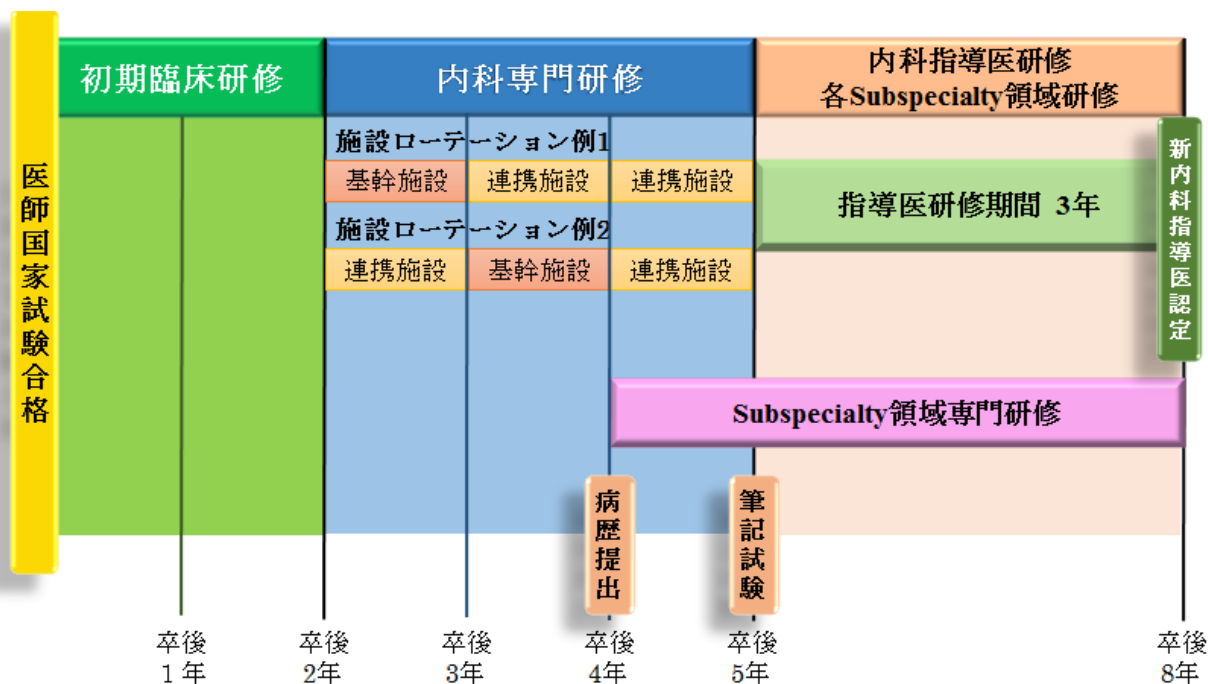 医師国家試験合格
初期臨床研修
内科専門研修
内科指導医研修
各Subspecialty領域研修
施設ローテーション例1
基幹施設 連携施設 連携施設
施設ローテーション例2
連携施設 基幹施設 連携施設
指導医研修期間 3年
新内科指導医認定
Subspecialty領域専門研修
病歴提出
筆記試験
卒後
1年
卒後
2年
卒後
3年
卒後
4年
卒後
5年
卒後
8年